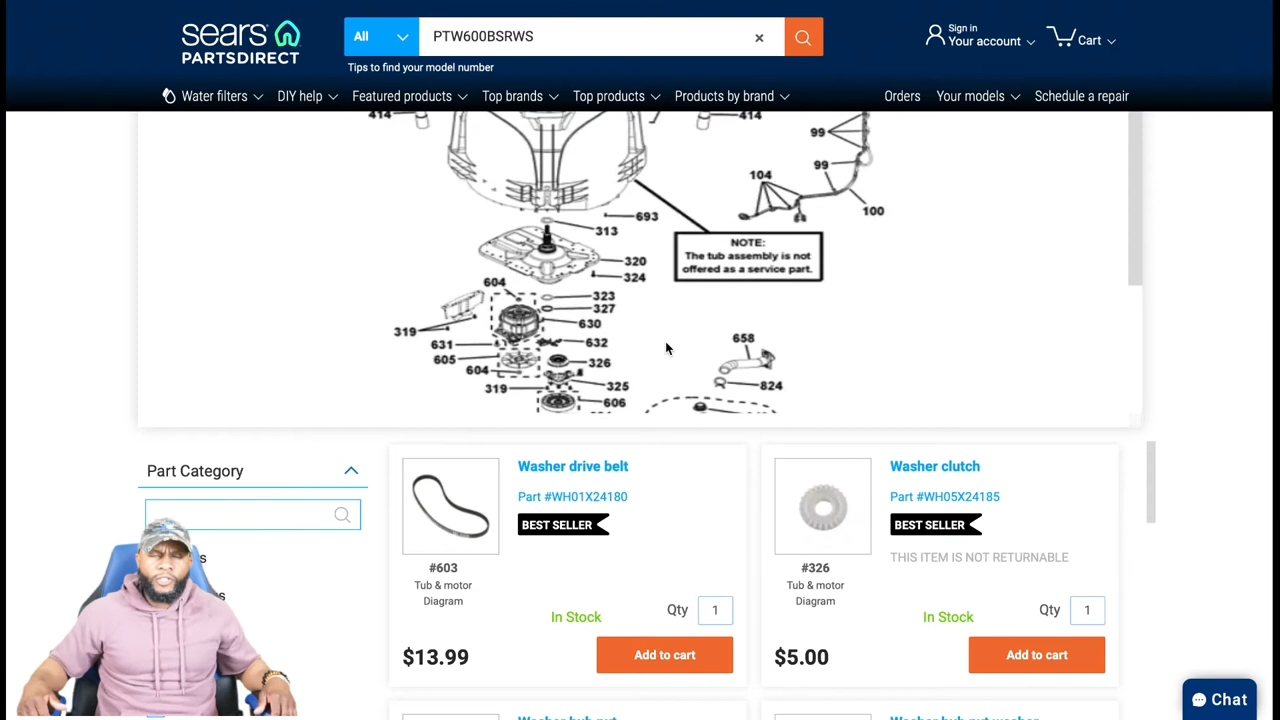 sears
PARTSDIRECT
All
PTW600BSRWS
×
Sign in
Your account
Cart
Tips to find your model number
Water filters
DIY help
Featured products
Top brands
Top products
Products by brand
Orders
Your models
Schedule a repair
414
414
99
99
104
100
693
313
NOTE:
The tub assembly is not
offered as a service part.
320
324
604
323
327
319
630
631
632
605
326
604
325
319
606
658
824
Part Category
Washer drive belt
Part #WH01X24180
BEST SELLER
#603
Tub & motor
Diagram
In Stock
Qty 1
$13.99
Add to cart
Washer clutch
Part #WH05X24185
BEST SELLER
THIS ITEM IS NOT RETURNABLE
#326
Tub & motor
Diagram
In Stock
Qty 1
$5.00
Add to cart
Chat